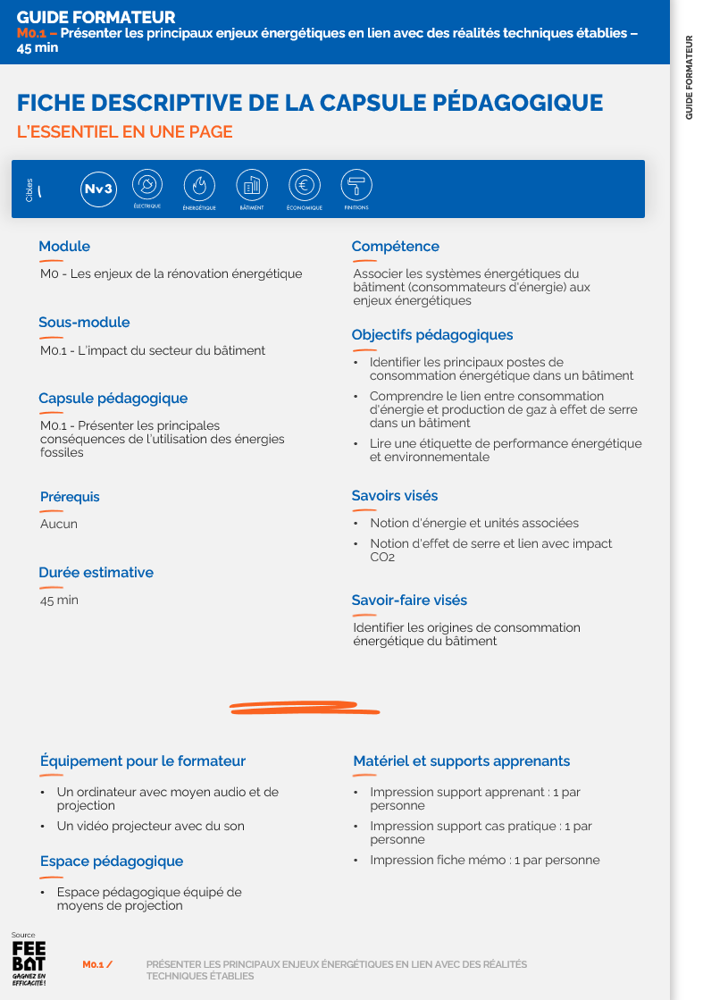 GUIDE FORMATEUR
M0.1 – Présenter les principaux enjeux énergétiques en lien avec des réalités techniques établies –
45 min
GUIDE FORMATEUR
FICHE DESCRIPTIVE DE LA CAPSULE PÉDAGOGIQUE
L'ESSENTIEL EN UNE PAGE
Cibles
Nv3
ÉLECTRIQUE
ÉNERGÉTIQUE
BÂTIMENT
ÉCONOMIQUE
FINITIONS
Module
M0 - Les enjeux de la rénovation énergétique
Sous-module
M0.1 - L'impact du secteur du bâtiment
Capsule pédagogique
M0.1 - Présenter les principales
conséquences de l'utilisation des énergies
fossiles
Prérequis
Aucun
Durée estimative
45 min
Compétence
Associer les systèmes énergétiques du
bâtiment (consommateurs d'énergie) aux
enjeux énergétiques
Objectifs pédagogiques
• Identifier les principaux postes de
consommation énergétique dans un bâtiment
• Comprendre le lien entre consommation
d'énergie et production de gaz à effet de serre
dans un bâtiment
• Lire une étiquette de performance énergétique
et environnementale
Savoirs visés
• Notion d'énergie et unités associées
• Notion d'effet de serre et lien avec impact
CO2
Savoir-faire visés
Identifier les origines de consommation
énergétique du bâtiment
Équipement pour le formateur
• Un ordinateur avec moyen audio et de
projection
• Un vidéo projecteur avec du son
Espace pédagogique
• Espace pédagogique équipé de
moyens de projection
Matériel et supports apprenants
• Impression support apprenant : 1 par
personne
• Impression support cas pratique : 1 par
personne
• Impression fiche mémo : 1 par personne
Source
FEE
BAT
GAGNEZ EN
EFFICACITÉ !
M0.1 /
PRÉSENTER LES PRINCIPAUX ENJEUX ÉNERGÉTIQUES EN LIEN AVEC DES RÉALITÉS
TECHNIQUES ÉTABLIES